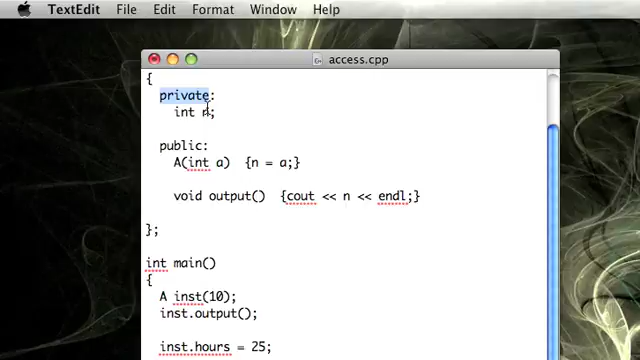 TextEdit File Edit Format Window Help
access.cpp
{
private:
int n;
public:
A(int a) {n = a;}
void output() {cout << n << endl;}
};
int main()
{
A inst(10);
inst.output();
inst.hours = 25;